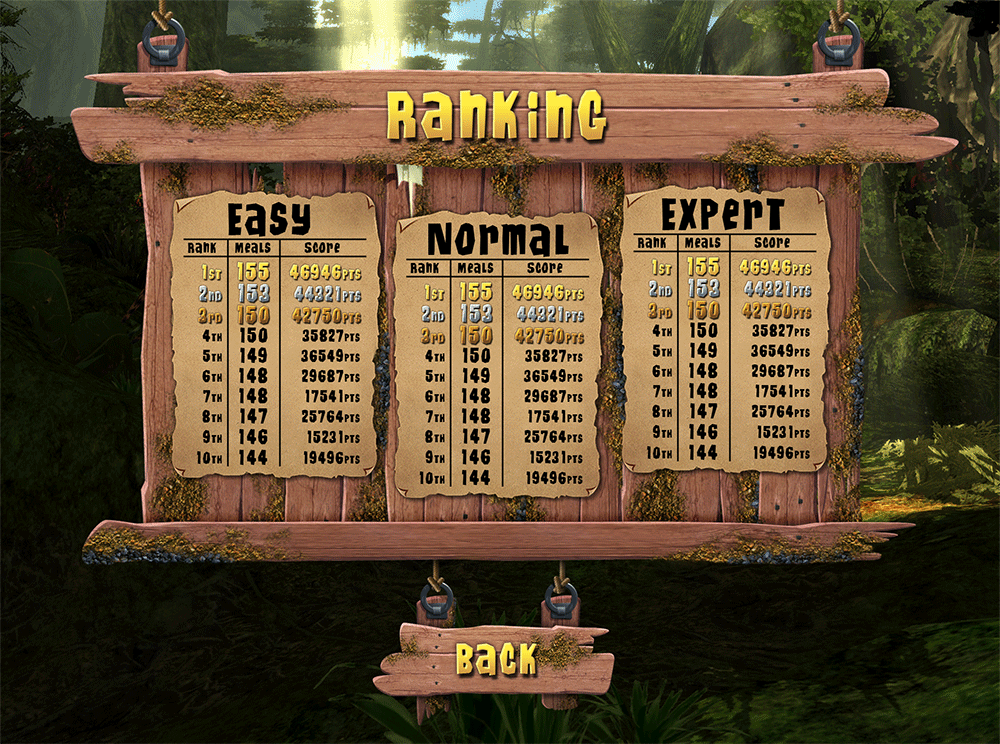 Ranking
Easy
Rank Meals Score
1st 155 46946pts
2nd 153 44321pts
3rd 150 42750pts
4th 150 35827pts
5th 149 36549pts
6th 148 29687pts
7th 148 17541pts
8th 147 25764pts
9th 146 15231pts
10th 144 19496pts
Normal
Rank Meals Score
1st 155 46946pts
2nd 153 44321pts
3rd 150 42750pts
4th 150 35827pts
5th 149 36549pts
6th 148 29687pts
7th 148 17541pts
8th 147 25764pts
9th 146 15231pts
10th 144 19496pts
Expert
Rank Meals Score
1st 155 46946pts
2nd 153 44321pts
3rd 150 42750pts
4th 150 35827pts
5th 149 36549pts
6th 148 29687pts
7th 148 17541pts
8th 147 25764pts
9th 146 15231pts
10th 144 19496pts
Back